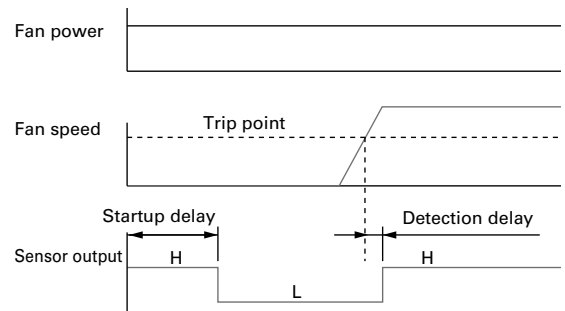 Fan power
Fan speed
Trip point
Startup delay
Detection delay
Sensor output
H
L
H